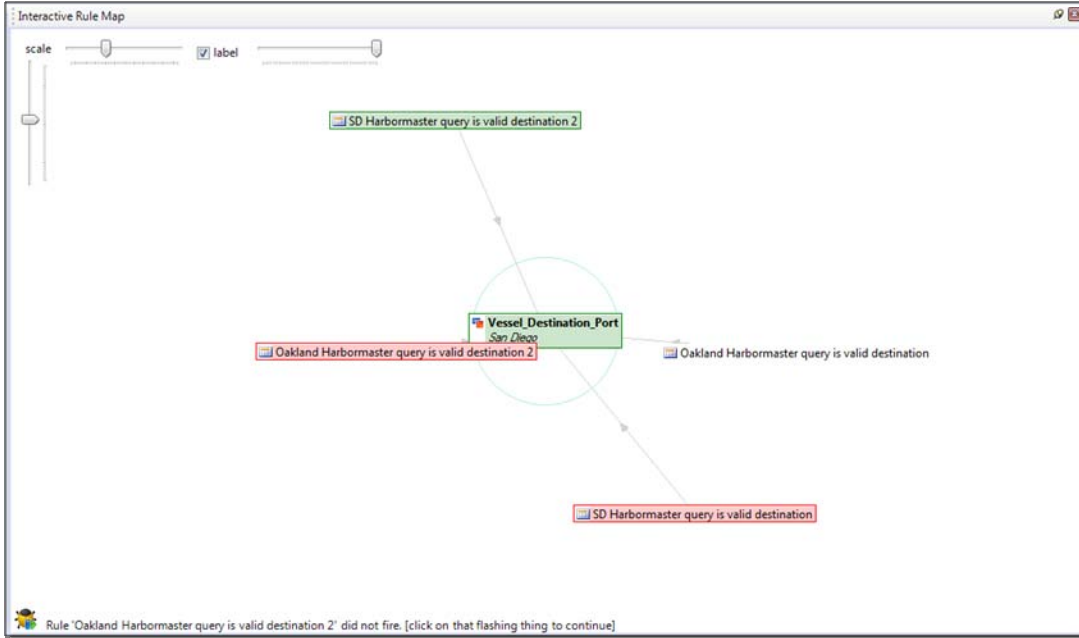 Interactive Rule Map
scale
label
SD Harbormaster query is valid destination 2
Vessel_Destination_Port
San Diego
Oakland Harbormaster query is valid destination 2
Oakland Harbormaster query is valid destination
SD Harbormaster query is valid destination
Rule 'Oakland Harbormaster query is valid destination 2' did not fire. [click on that flashing thing to continue]